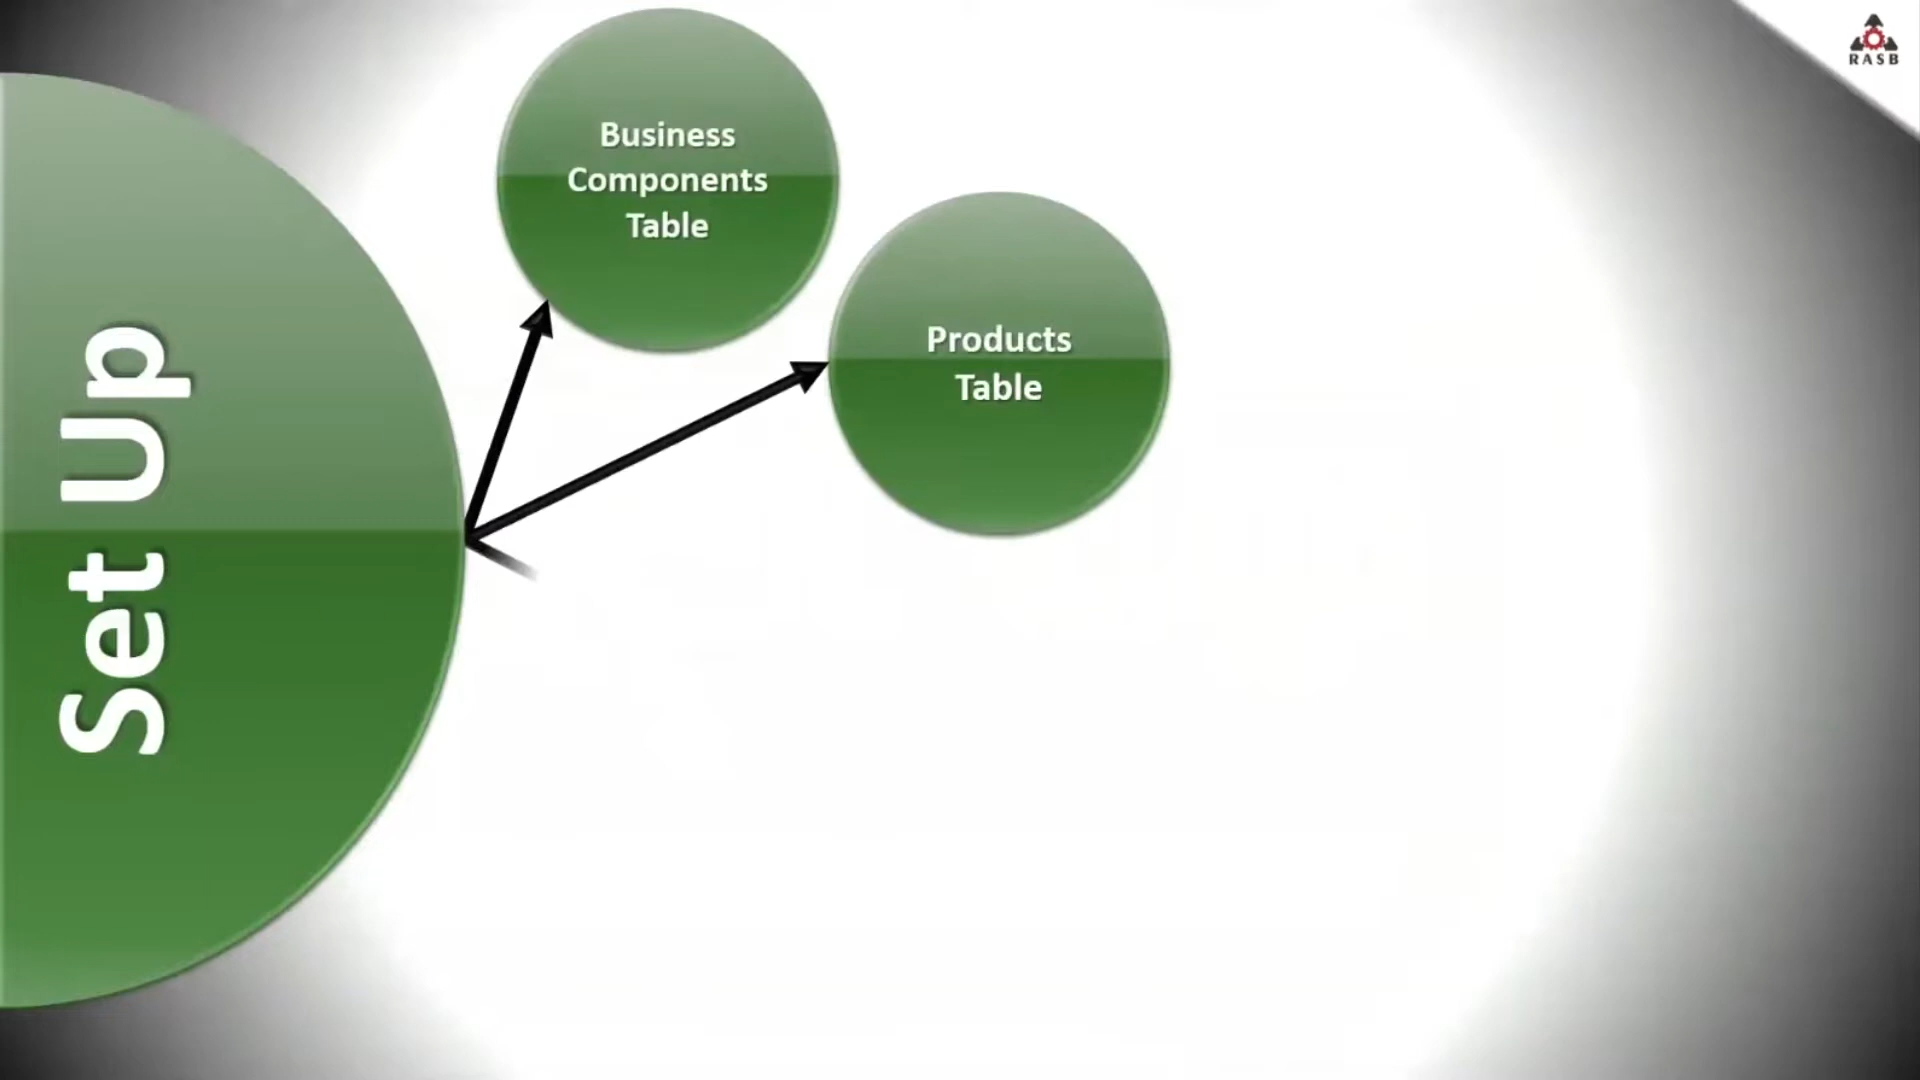 Set Up
Business
Components
Table
Products
Table
RASB